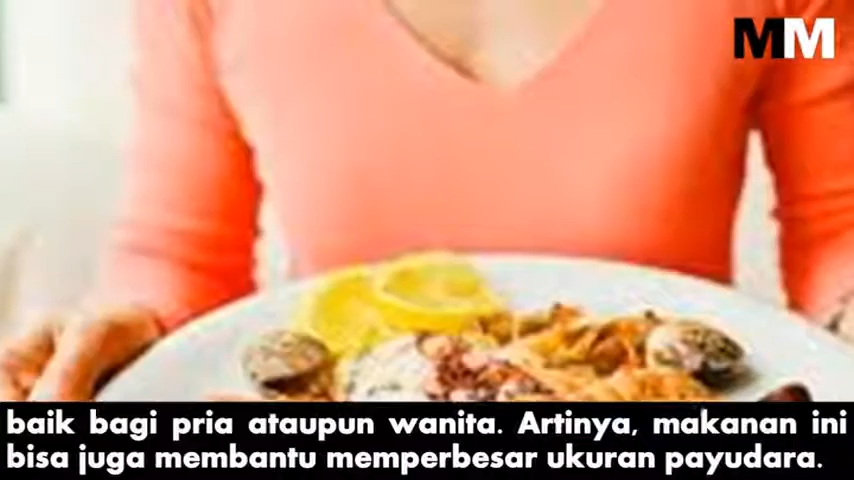 MM
baik bagi pria ataupun wanita. Artinya, makanan ini
bisa juga membantu memperbesar ukuran payudara.